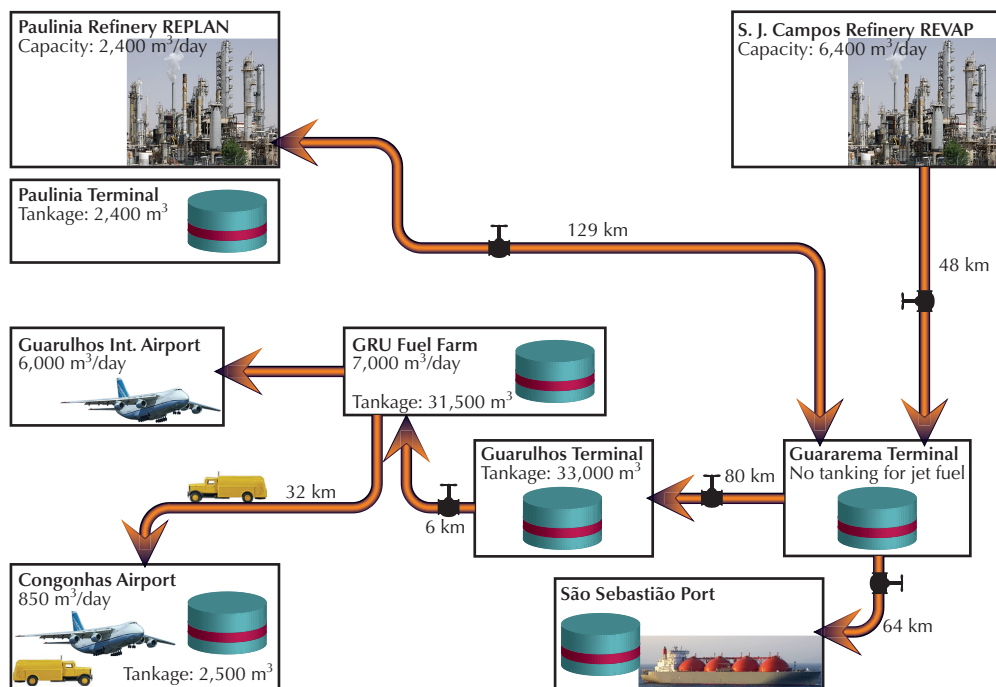 Paulinia Refinery REPLAN
Capacity: 2,400 m³/day
S. J. Campos Refinery REVAP
Capacity: 6,400 m³/day
Paulinia Terminal
Tankage: 2,400 m³
129 km
48 km
Guarulhos Int. Airport
6,000 m³/day
GRU Fuel Farm
7,000 m³/day
Tankage: 31,500 m³
Guarulhos Terminal
Tankage: 33,000 m³
Guararema Terminal
No tanking for jet fuel
80 km
32 km
6 km
Congonhas Airport
850 m³/day
Tankage: 2,500 m³
São Sebastião Port
64 km